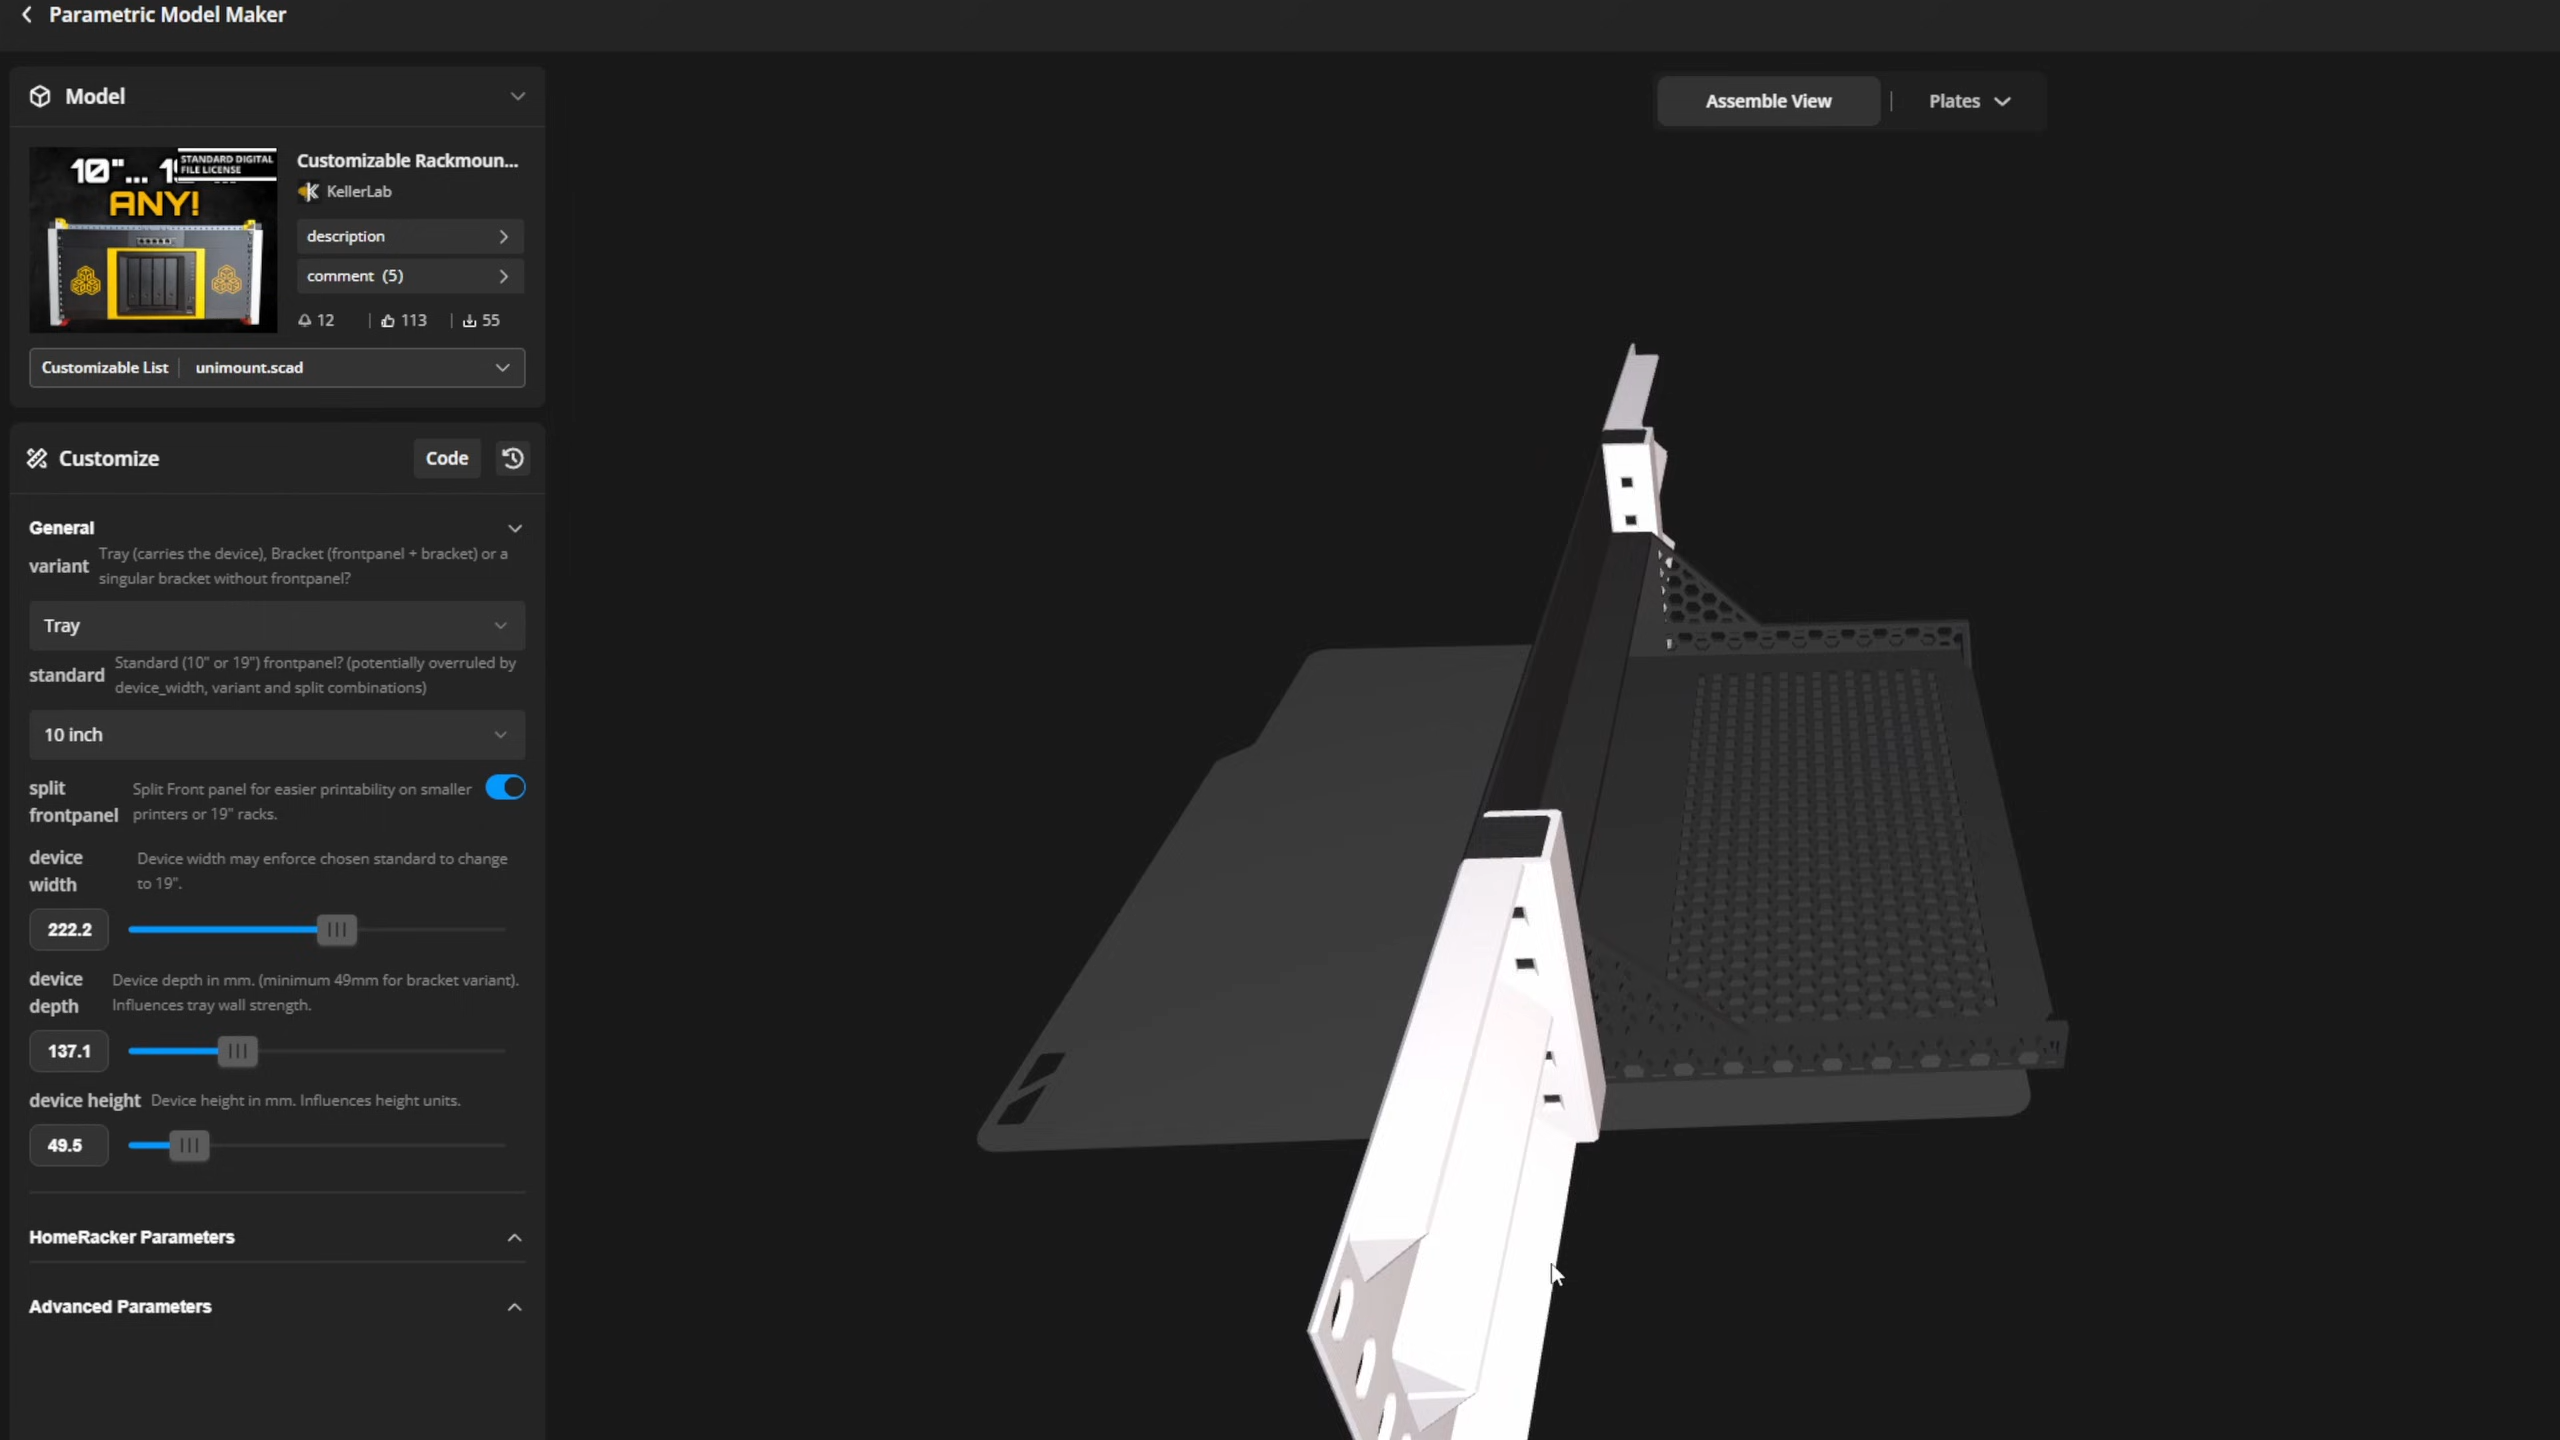 Parametric Model Maker
Model
Assemble View
Plates
10"... 1
STANDARD DIGITAL
FILE LICENSE
ANY!
Customizable Rackmoun...
KellerLab
description
comment (5)
12 | 113 | 55
Customizable List unimount.scad
Customize
Code
General
variant
Tray (carries the device), Bracket (frontpanel + bracket) or a
singular bracket without frontpanel?
Tray
standard
Standard (10" or 19") frontpanel? (potentially overruled by
device_width, variant and split combinations)
10 inch
split
frontpanel
Split Front panel for easier printability on smaller
printers or 19" racks.
device
width
Device width may enforce chosen standard to change
to 19".
222.2
device
depth
Device depth in mm. (minimum 49mm for bracket variant).
Influences tray wall strength.
137.1
device height
Device height in mm. Influences height units.
49.5
HomeRacker Parameters
Advanced Parameters